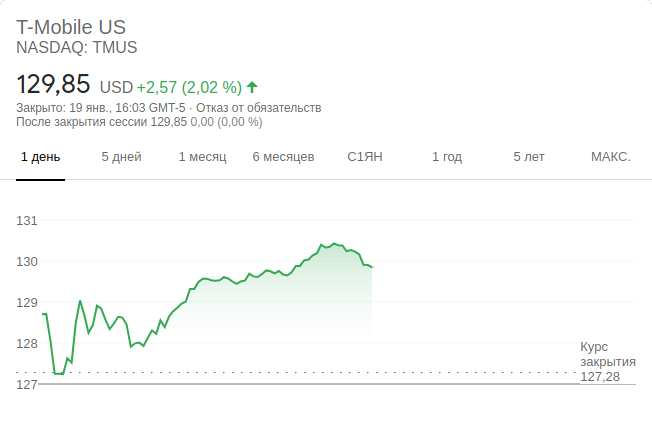 T-Mobile US
NASDAQ: TMUS
129,85 USD +2,57 (2,02 %)
Закрыто: 19 янв., 16:03 GMT-5 · Отказ от обязательств
После закрытия сессии 129,85 0,00 (0,00 %)
1 день 5 дней 1 месяц 6 месяцев С1ЯН 1 год 5 лет МАКС.
131
130
129
128
127
Курс
закрытия
127,28